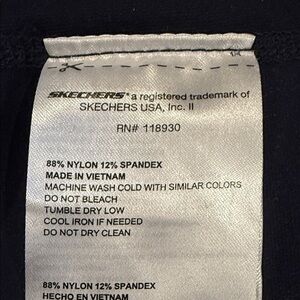 1X
SKECHERS® a registered trademark of
SKECHERS USA, Inc. II
RN# 118930
88% NYLON 12% SPANDEX
MADE IN VIETNAM
MACHINE WASH COLD WITH SIMILAR COLORS
DO NOT BLEACH
TUMBLE DRY LOW
COOL IRON IF NEEDED
DO NOT DRY CLEAN
88% NYLON 12% SPANDEX
HECHO EN VIETNAM